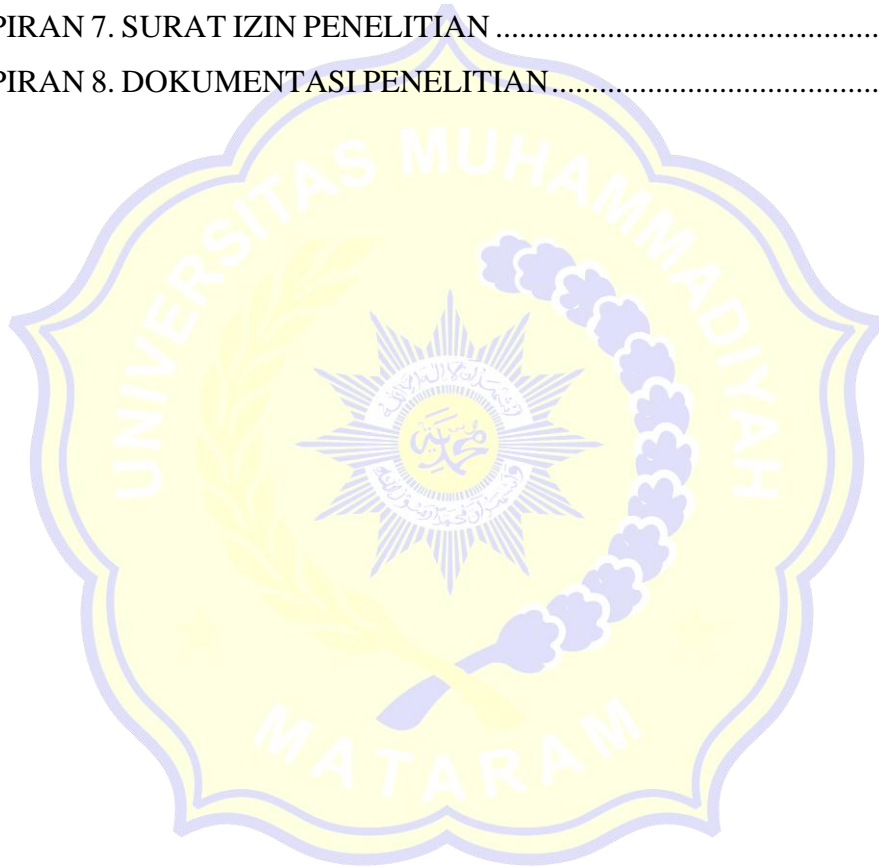 PIRAN 7. SURAT IZIN PENELITIAN ........................................
PIRAN 8. DOKUMENTASI PENELITIAN ..................................
UNIVERSITAS MUHAMMADIYAH
MATARAM